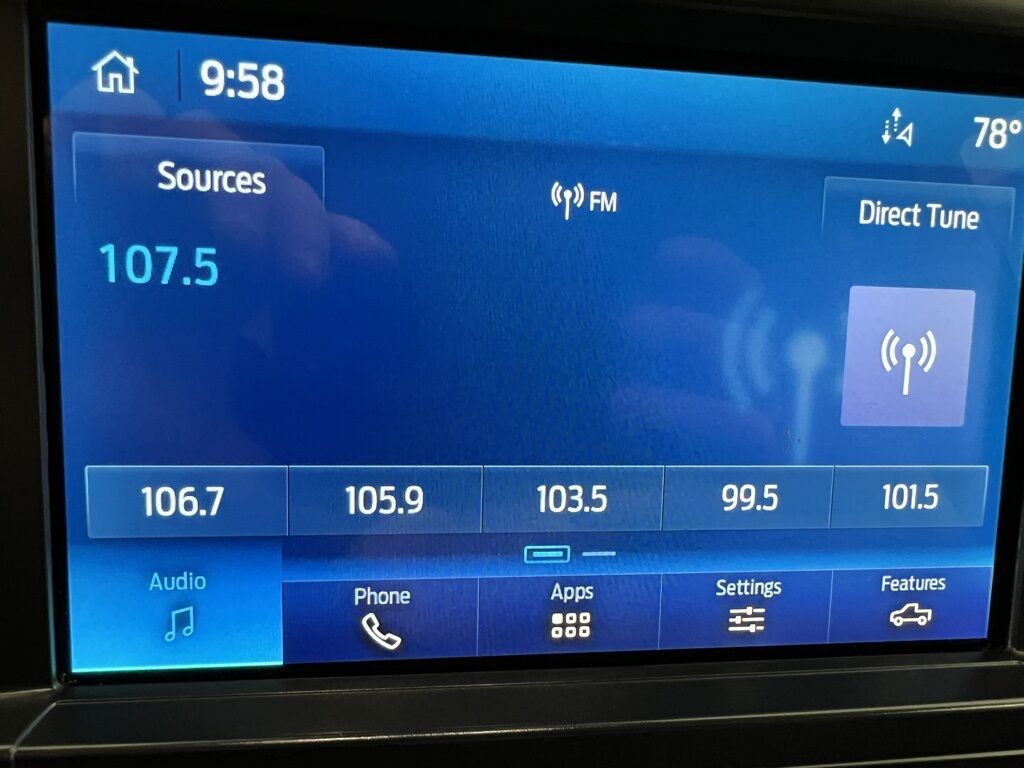 9:58
78°
Sources
FM
Direct Tune
107.5
106.7 105.9 103.5 99.5 101.5
Audio Phone Apps Settings Features